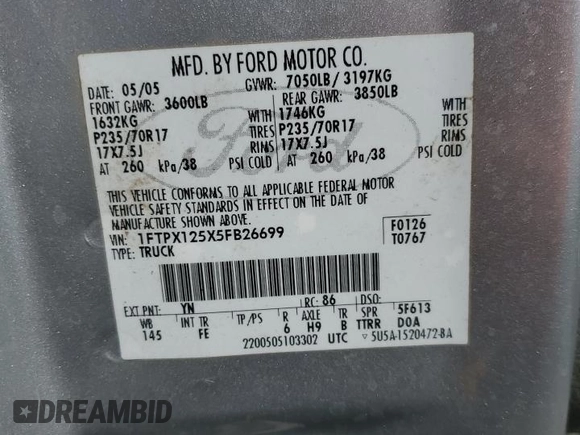 MFD. BY FORD MOTOR CO.
DATE: 05/05 GVWR: 7050LB / 3197KG
FRONT GAWR: 3600LB REAR GAWR: 3850LB
1632KG WITH 1746KG WITH
P235/70R17 TIRES P235/70R17 TIRES
17X7.5J RIMS 17X7.5J RIMS
AT 260 kPa/38 PSI COLD AT 260 kPa/38 PSI COLD
THIS VEHICLE CONFORMS TO ALL APPLICABLE FEDERAL MOTOR
VEHICLE SAFETY STANDARDS IN EFFECT ON THE DATE OF
MANUFACTURE SHOWN ABOVE.
VIN: 1FTPX125X5FB26699 F0126
TYPE: TRUCK T0767
EXT PNT: YN RC: 86 DSO:
WB INT TR TP/PS R AXLE TR SPR 5F613
145 FE 6 H9 B TTRR DOA
2200505103302 UTC 5U5A-1520472-BA
Ford
DREAMBID